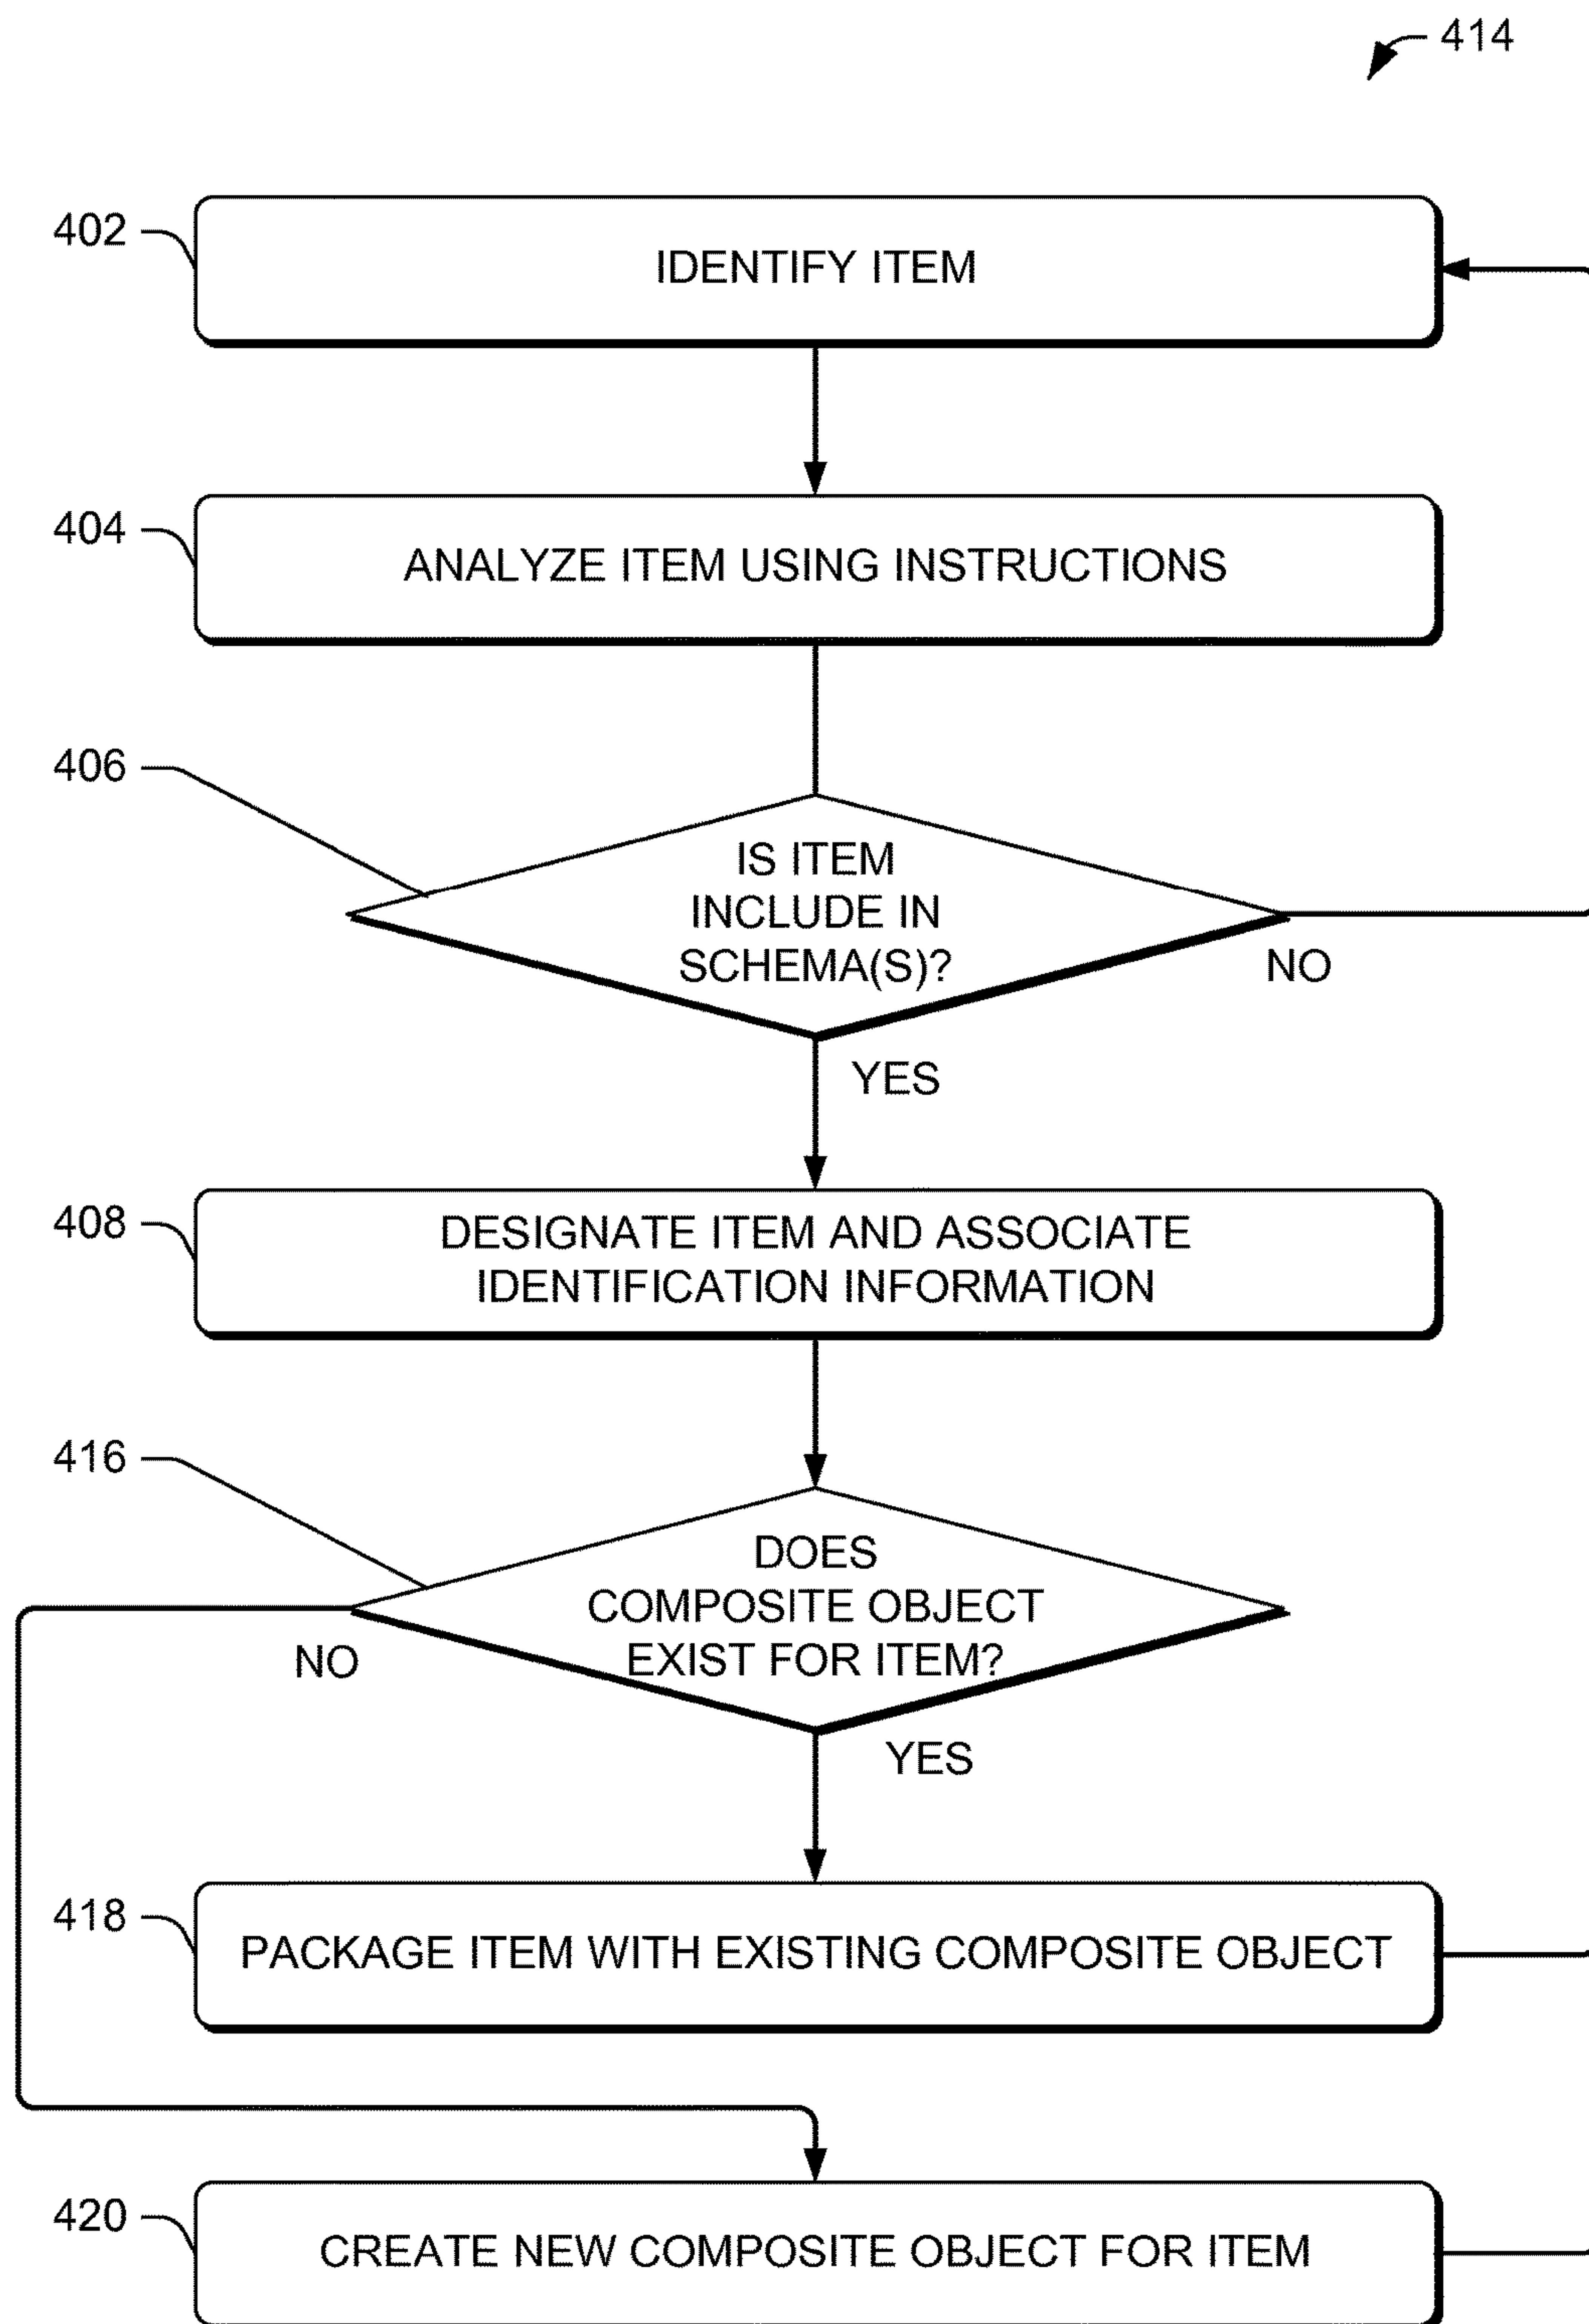 414
402
IDENTIFY ITEM
404
ANALYZE ITEM USING INSTRUCTIONS
406
IS ITEM
INCLUDE IN
SCHEMA(S)?
NO
YES
408
DESIGNATE ITEM AND ASSOCIATE
IDENTIFICATION INFORMATION
416
DOES
COMPOSITE OBJECT
EXIST FOR ITEM?
NO
YES
418
PACKAGE ITEM WITH EXISTING COMPOSITE OBJECT
420
CREATE NEW COMPOSITE OBJECT FOR ITEM